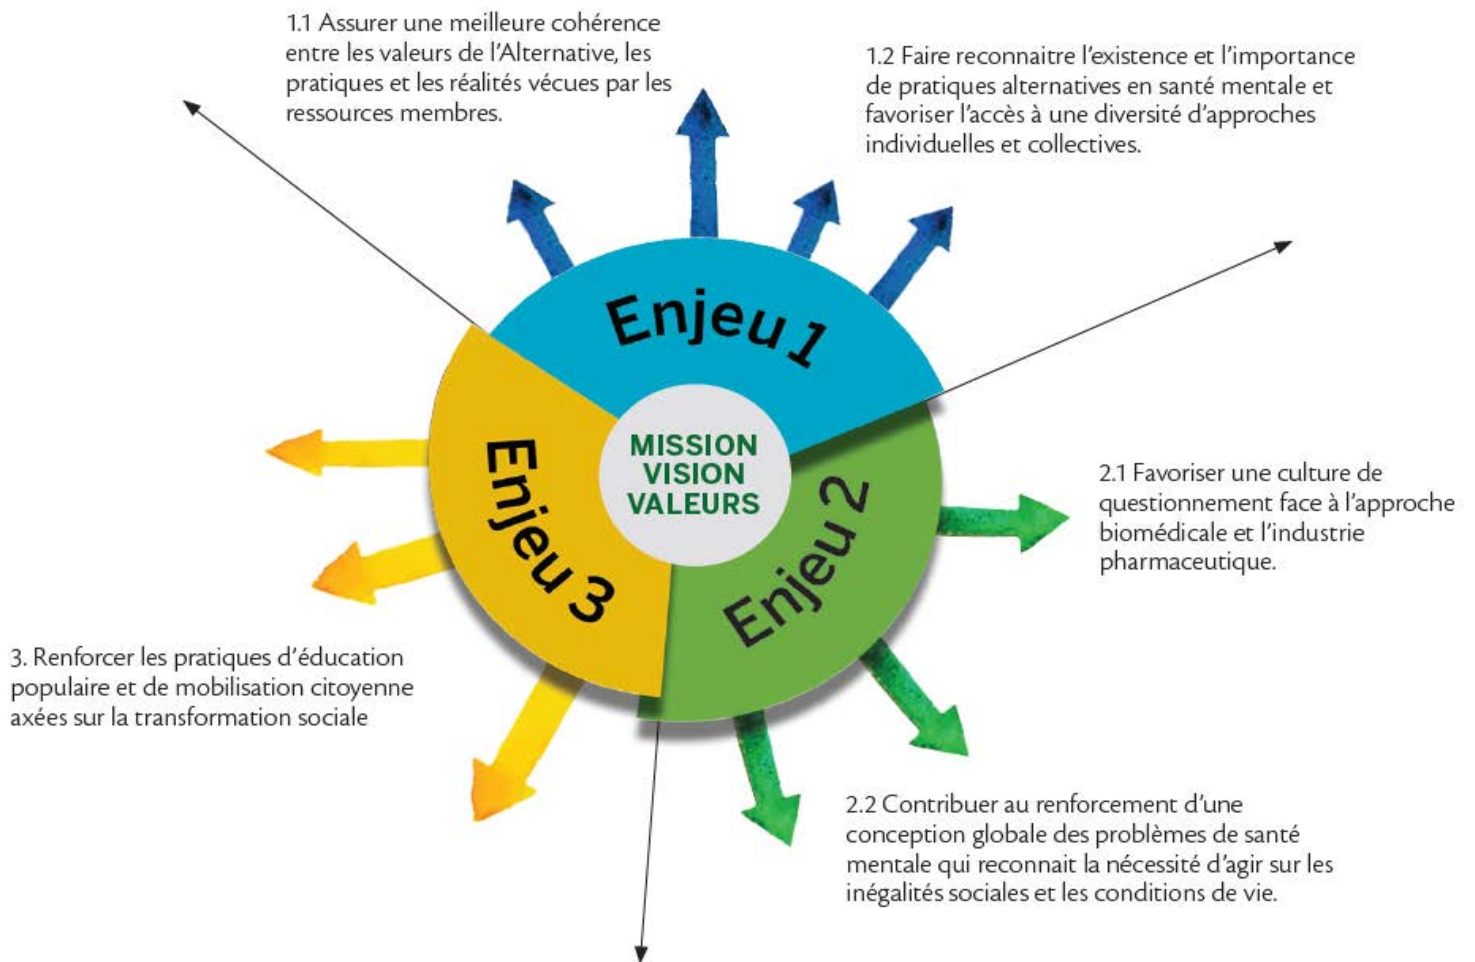 1.1 Assurer une meilleure cohérence
entre les valeurs de l'Alternative, les
pratiques et les réalités vécues par les
ressources membres.
1.2 Faire reconnaitre l'existence et l'importance
de pratiques alternatives en santé mentale et
favoriser l'accès à une diversité d'approches
individuelles et collectives.
Enjeu 1
MISSION
VISION
VALEURS
Enjeu 2
Enjeu 3
2.1 Favoriser une culture de
questionnement face à l'approche
biomédicale et l'industrie
pharmaceutique.
3. Renforcer les pratiques d'éducation
populaire et de mobilisation citoyenne
axées sur la transformation sociale
2.2 Contribuer au renforcement d'une
conception globale des problèmes de santé
mentale qui reconnait la nécessité d'agir sur les
inégalités sociales et les conditions de vie.